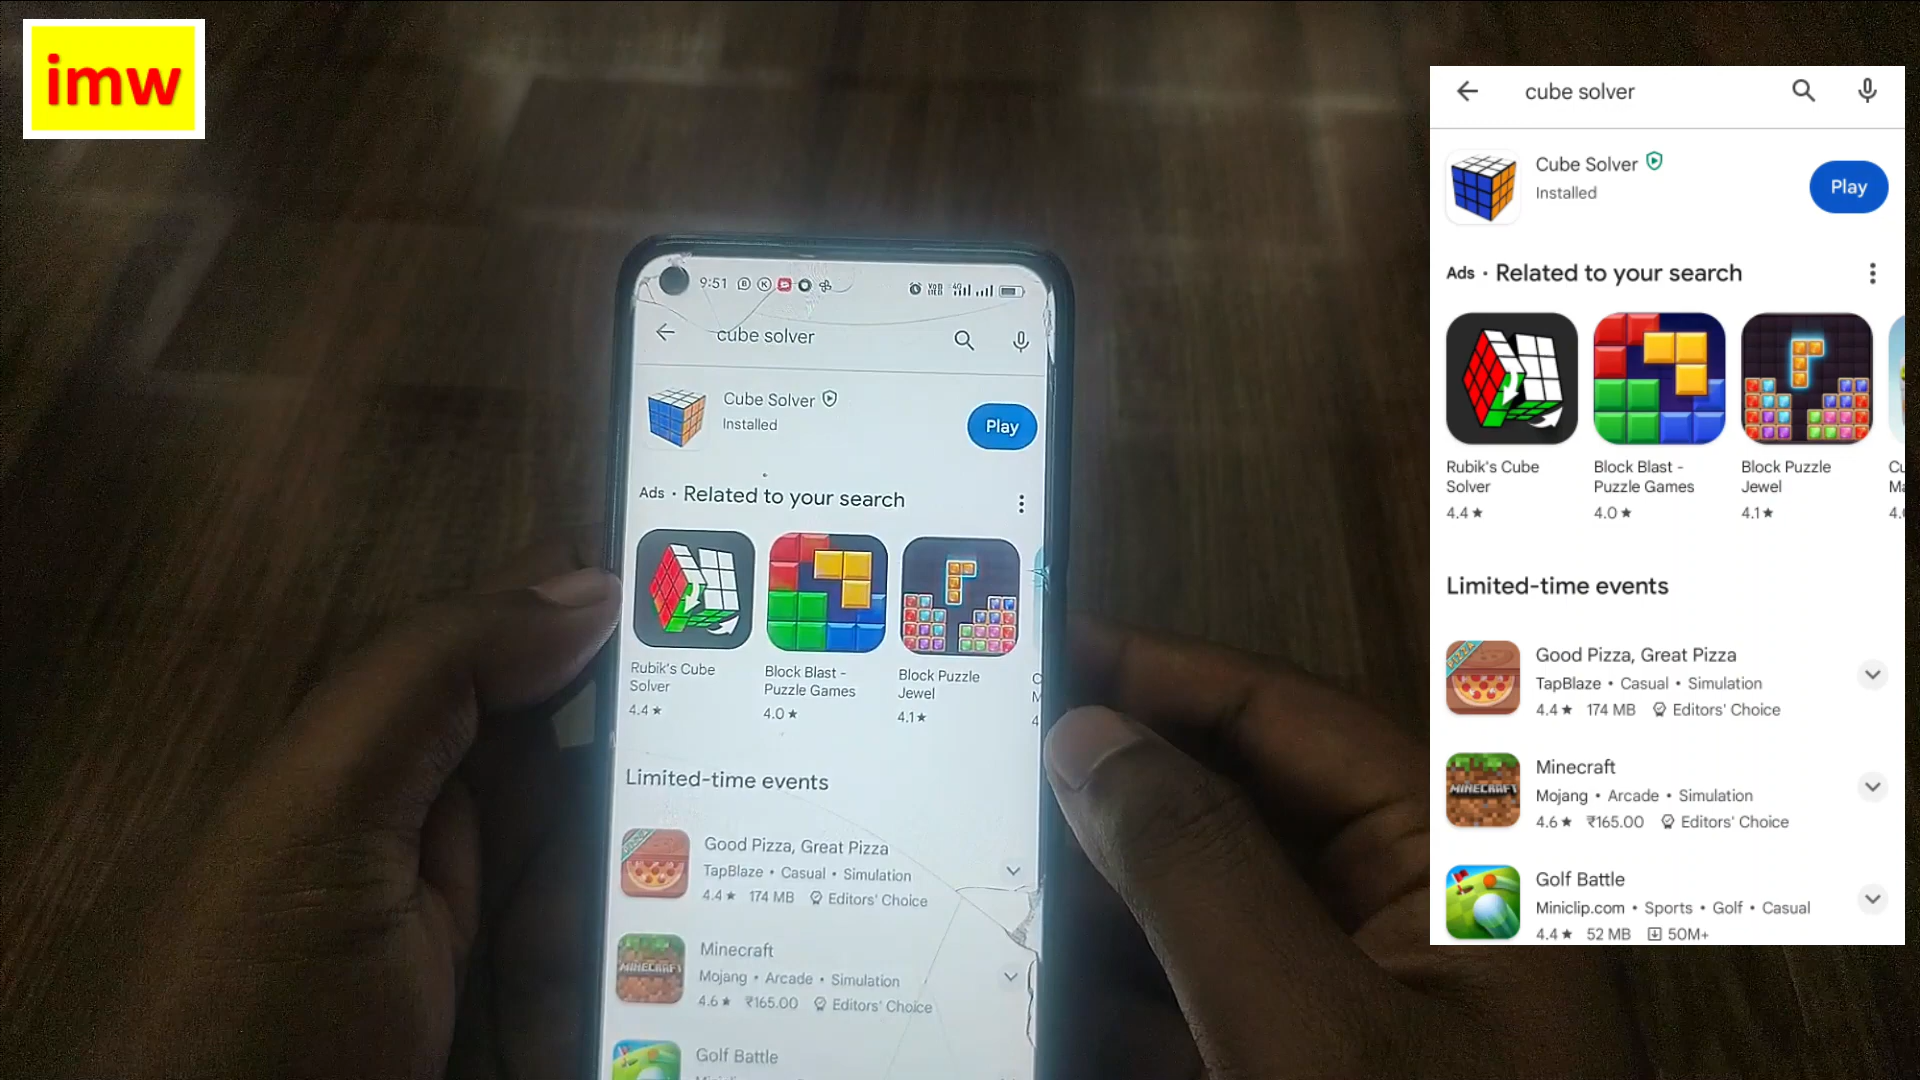 imw
9:51
cube solver
Cube Solver
Installed
Play
Ads • Related to your search
Rubik's Cube
Solver
4.4★
Block Blast -
Puzzle Games
4.0★
Block Puzzle
Jewel
4.1★
Limited-time events
Good Pizza, Great Pizza
TapBlaze • Casual • Simulation
4.4★ 174 MB Editors' Choice
MINECRAFT
Minecraft
Mojang • Arcade • Simulation
4.6★ ₹165.00 Editors' Choice
Golf Battle
cube solver
Cube Solver
Installed
Play
Ads • Related to your search
Rubik's Cube
Solver
4.4★
Block Blast -
Puzzle Games
4.0★
Block Puzzle
Jewel
4.1★
Limited-time events
PIZZA
Good Pizza, Great Pizza
TapBlaze • Casual • Simulation
4.4★ 174 MB Editors' Choice
MINECRAFT
Minecraft
Mojang • Arcade • Simulation
4.6★ ₹165.00 Editors' Choice
Golf Battle
Miniclip.com • Sports • Golf • Casual
4.4★ 52 MB 50M+